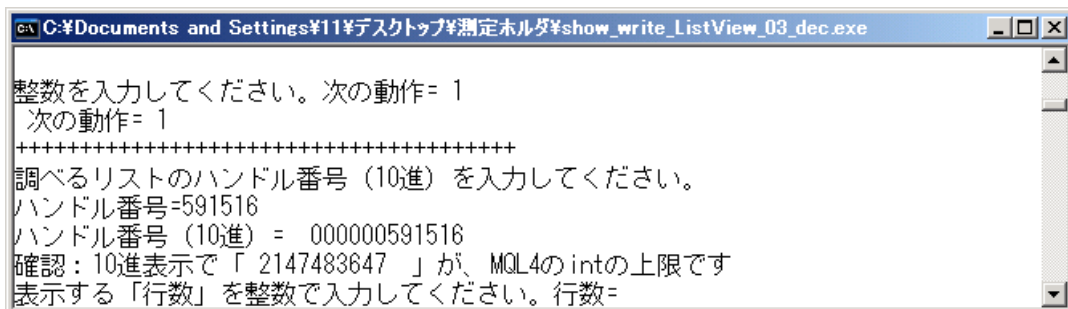 C:¥Documents and Settings¥11¥デスクトップ¥測定ホルダ¥show_write_ListView_03_dec.exe
整数を入力してください。次の動作= 1
次の動作= 1
+++++++++++++++++++++++++++++++++++++++
調べるリストのハンドル番号（10進）を入力してください。
ハンドル番号=591516
ハンドル番号（10進）=  000000591516
確認：10進表示で「 2147483647  」が、MQL4のintの上限です
表示する「行数」を整数で入力してください。行数=